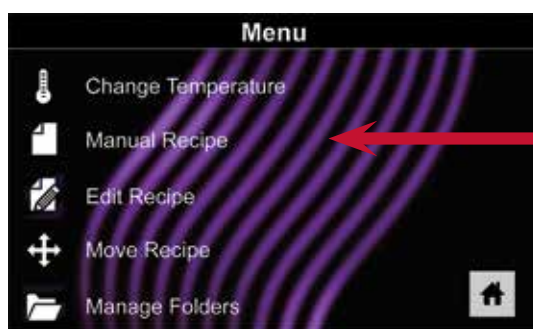 Menu
Change Temperature
Manual Recipe
Edit Recipe
Move Recipe
Manage Folders